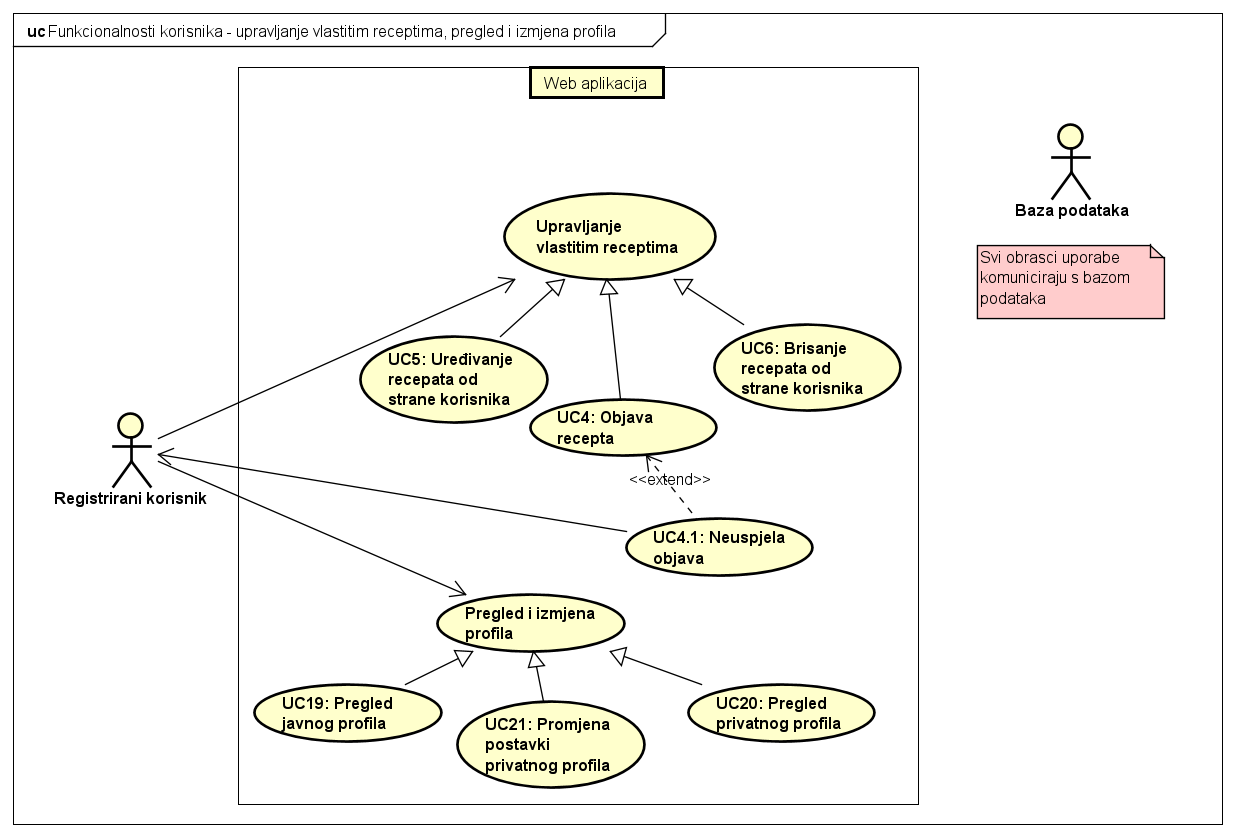 uc Funkcionalnosti korisnika - upravljanje vlastitim receptima, pregled i izmjena profila
Web aplikacija
Baza podataka
Svi obrasci uporabe
komuniciraju s bazom
podataka
Upravljanje
vlastitim receptima
UC5: Uređivanje
recepata od
strane korisnika
UC6: Brisanje
recepata od
strane korisnika
UC4: Objava
recepta
<<extend>>
Registrirani korisnik
UC4.1: Neuspjela
objava
Pregled i izmjena
profila
UC19: Pregled
javnog profila
UC21: Promjena
postavki
privatnog profila
UC20: Pregled
privatnog profila